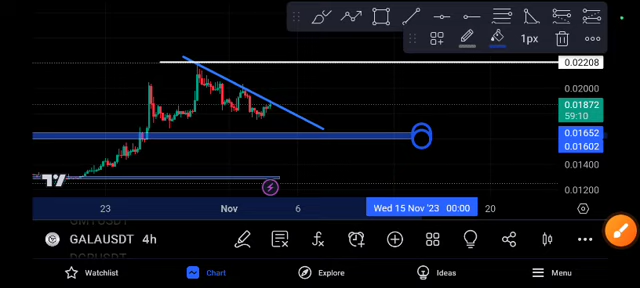 1px
0.02208
0.02000
0.01872
59:10
0.01652
0.01602
0.01400
0.01200
23
Nov
6
Wed 15 Nov '23 00:00
20
GALAUSDT 4h
Watchlist
Chart
Explore
Ideas
Menu